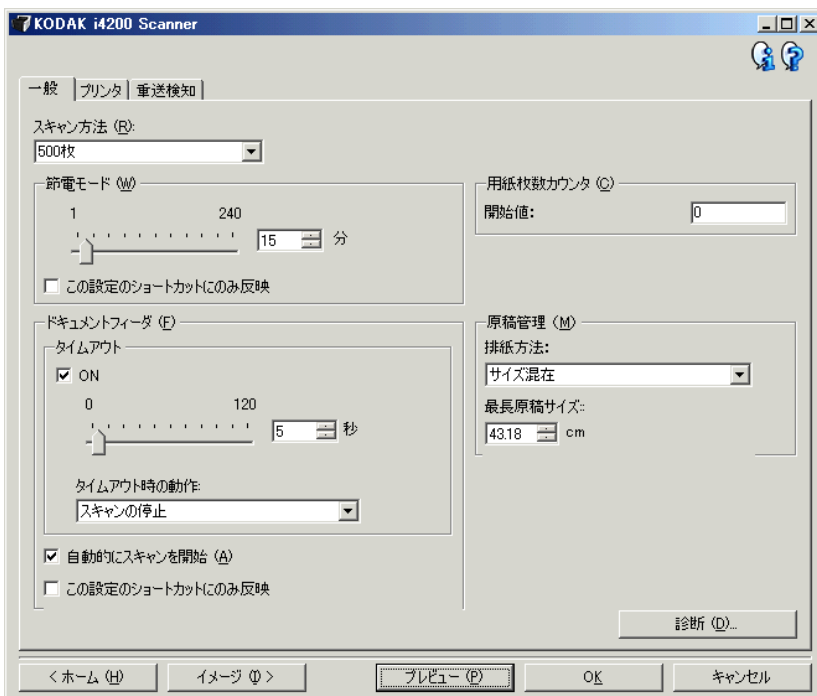 KODAK i4200 Scanner
一般 プリンタ 重送検知
スキャン方法 (R):
500枚
節電モード (W)
1 240
15 分
この設定のショートカットにのみ反映
用紙枚数カウンタ (C)
開始値: 0
ドキュメントフィーダ (F)
タイムアウト
ON
0 120
5 秒
タイムアウト時の動作:
スキャンの停止
自動的にスキャンを開始 (A)
この設定のショートカットにのみ反映
原稿管理 (M)
排紙方法:
サイズ混在
最長原稿サイズ::
43.18 cm
診断 (D)...
< ホーム (H) イメージ (I) > プレビュー (P) OK キャンセル